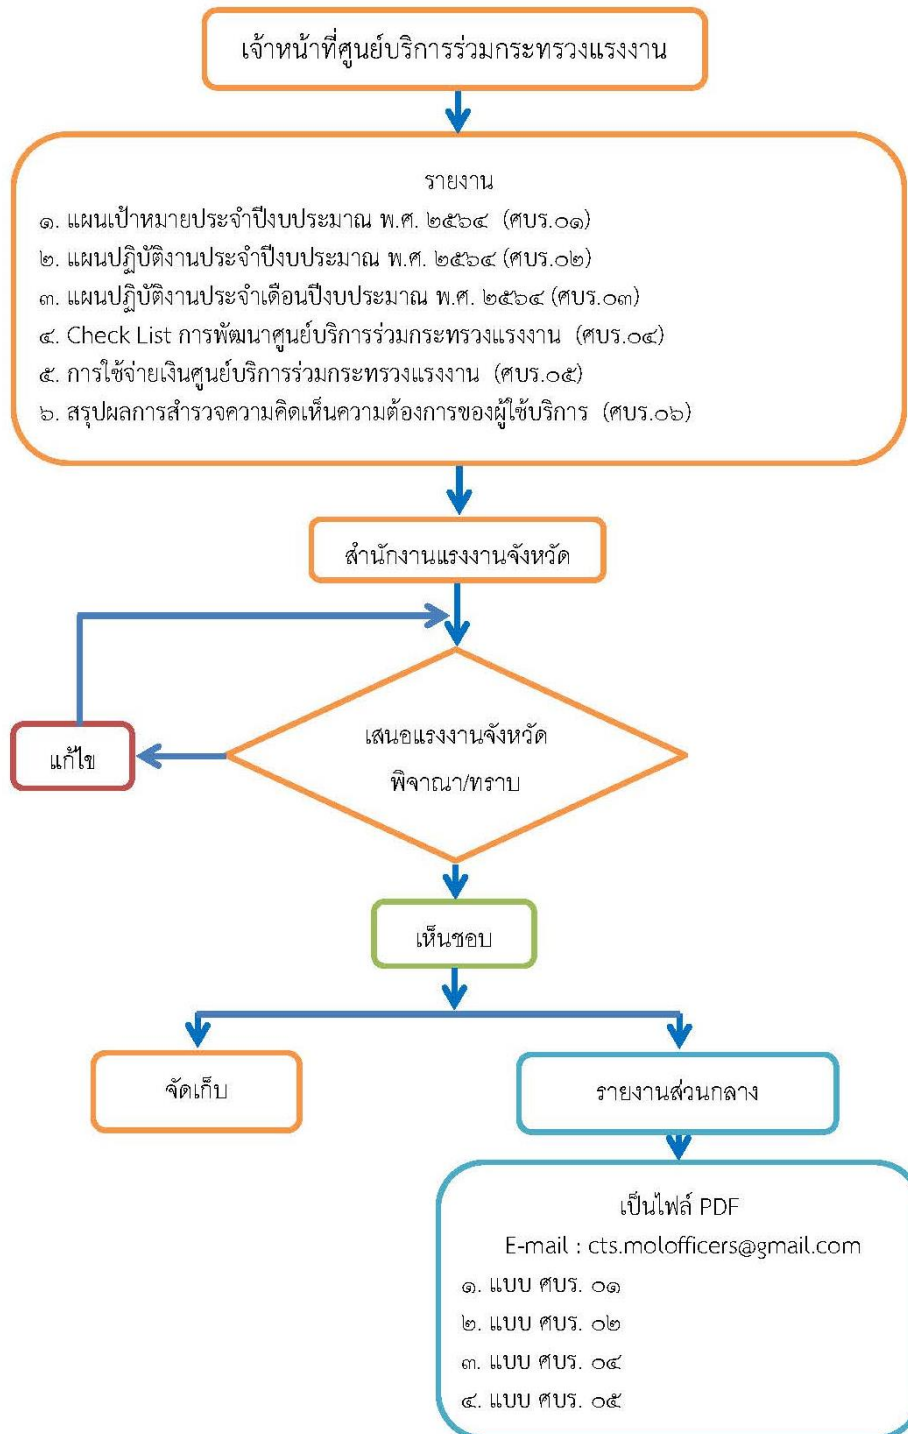 เจ้าหน้าที่ศูนย์บริการร่วมกระทรวงแรงงาน
รายงาน
๑. แผนเป้าหมายประจำปีงบประมาณ พ.ศ. ๒๕๖๔ (ศบร.๐๑)
๒. แผนปฏิบัติงานประจำปีงบประมาณ พ.ศ. ๒๕๖๔ (ศบร.๐๒)
๓. แผนปฏิบัติงานประจำเดือนปีงบประมาณ พ.ศ. ๒๕๖๔ (ศบร.๐๓)
๔. Check List การพัฒนาศูนย์บริการร่วมกระทรวงแรงงาน (ศบร.๐๔)
๕. การใช้จ่ายเงินศูนย์บริการร่วมกระทรวงแรงงาน (ศบร.๐๕)
๖. สรุปผลการสำรวจความคิดเห็นความต้องการของผู้ใช้บริการ (ศบร.๐๖)
สำนักงานแรงงานจังหวัด
เสนอแรงงานจังหวัด
พิจาณา/ทราบ
แก้ไข
เห็นชอบ
จัดเก็บ
รายงานส่วนกลาง
เป็นไฟล์ PDF
E-mail : cts.molofficers@gmail.com
๑. แบบ ศบร. ๐๑
๒. แบบ ศบร. ๐๒
๓. แบบ ศบร. ๐๔
๔. แบบ ศบร. ๐๕